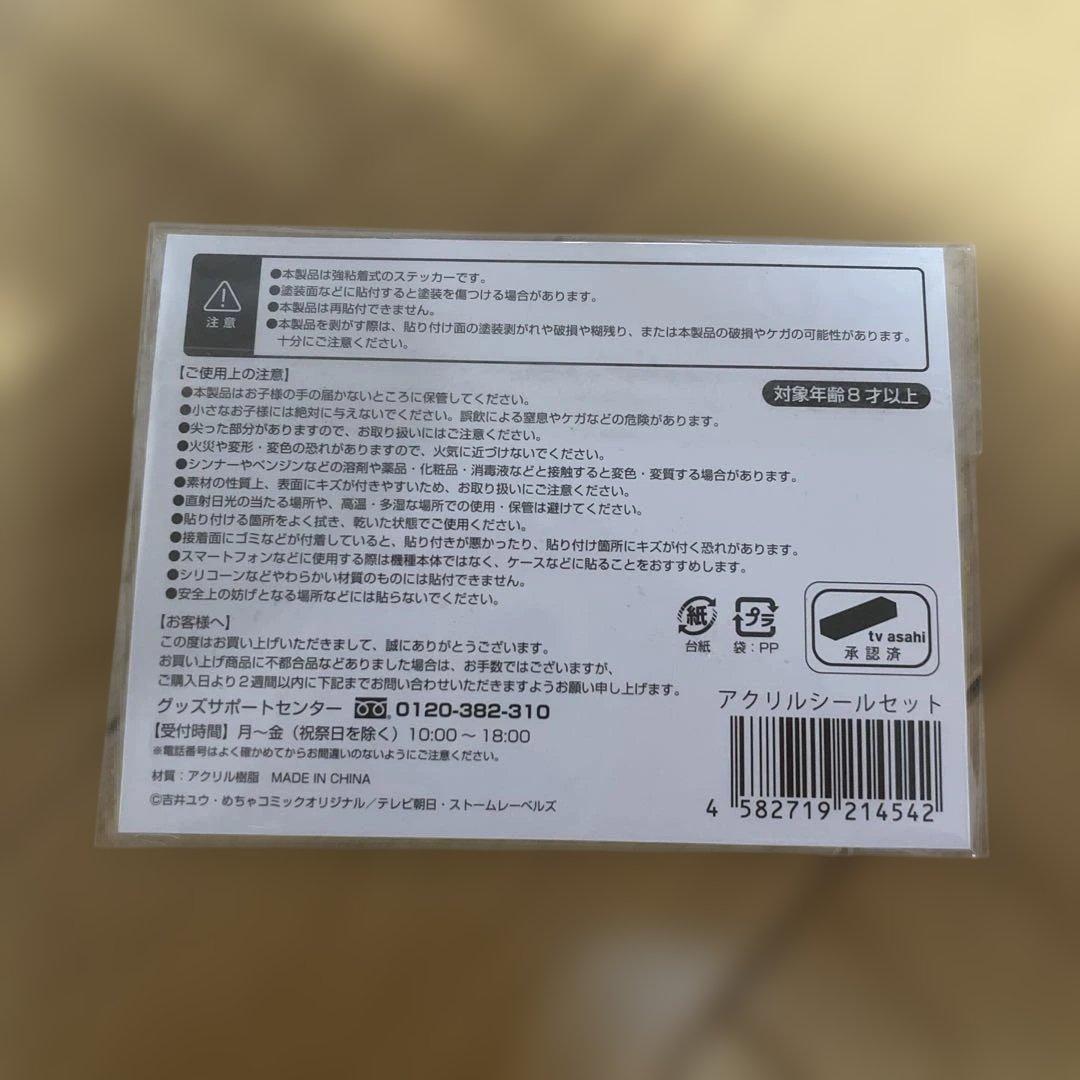 注意
●本製品は強粘着式のステッカーです。
●塗装面などに貼付すると塗装を傷つける場合があります。
●本製品は再貼付できません。
●本製品を剥がす際は、貼り付け面の塗装剥がれや破損や糊残り、または本製品の破損やケガの可能性があります。
十分にご注意ください。
【ご使用上の注意】
対象年齢8才以上
●本製品はお子様の手の届かないところに保管してください。
●小さなお子様には絶対に与えないでください。誤飲による窒息やケガなどの危険があります。
●尖った部分がありますので、お取り扱いにはご注意ください。
●火災や変形・変色の恐れがありますので、火気に近づけないでください。
●シンナーやベンジンなどの溶剤や薬品・化粧品・消毒液などと接触すると変色・変質する場合があります。
●素材の性質上、表面にキズが付きやすいため、お取り扱いにご注意ください。
●直射日光の当たる場所や、高温・多湿な場所での使用・保管は避けてください。
●貼り付ける箇所をよく拭き、乾いた状態でご使用ください。
●接着面にゴミなどが付着していると、貼り付きが悪かったり、貼り付け箇所にキズが付く恐れがあります。
●スマートフォンなどに使用する際は機種本体ではなく、ケースなどに貼ることをおすすめします。
●シリコーンなどやわらかい材質のものには貼付できません。
●安全上の妨げとなる場所などには貼らないでください。
【お客様へ】
この度はお買い上げいただきまして、誠にありがとうございます。
お買い上げ商品に不都合品などありました場合は、お手数ではございますが、
ご購入日より2週間以内に下記までお問い合わせいただきますようお願い申し上げます。
グッズサポートセンター 0120-382-310
【受付時間】月〜金（祝祭日を除く）10:00〜18:00
※電話番号はよく確かめてからお間違いのないようにご注意ください。
材質：アクリル樹脂 MADE IN CHINA
©吉井ユウ・めちゃコミックオリジナル／テレビ朝日・ストームレーベルズ
紙
台紙
プラ
袋：PP
tv asahi
承認済
アクリルシールセット
4 582719 214542